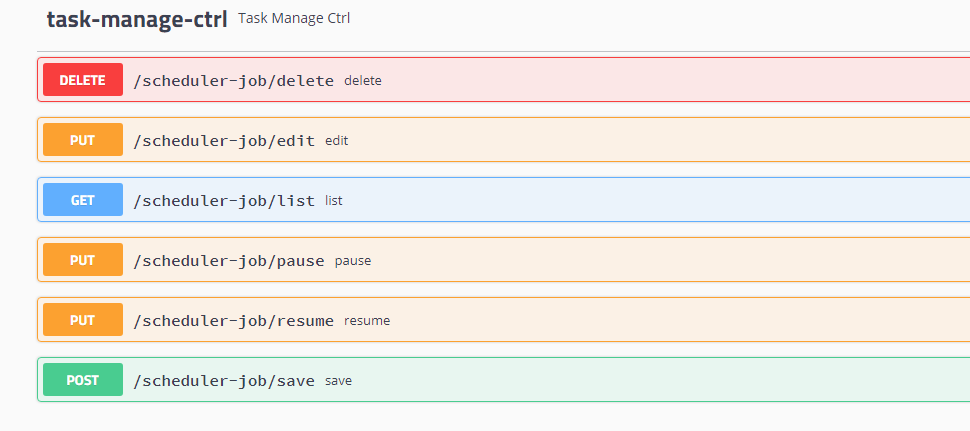 task-manage-ctrl Task Manage Ctrl
DELETE /scheduler-job/delete delete
PUT /scheduler-job/edit edit
GET /scheduler-job/list list
PUT /scheduler-job/pause pause
PUT /scheduler-job/resume resume
POST /scheduler-job/save save